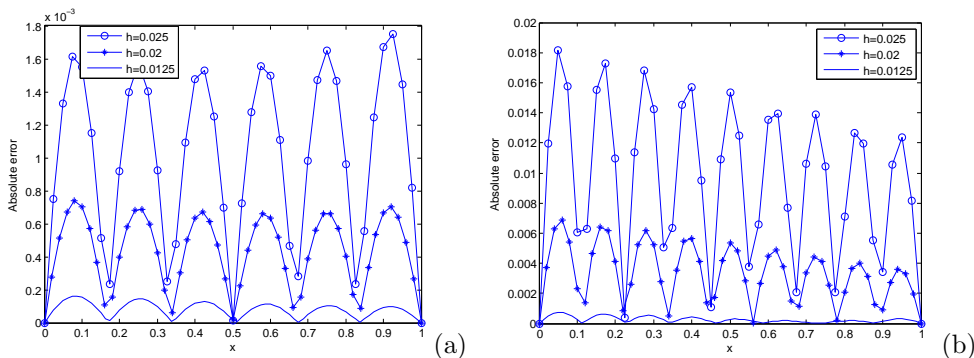 x 10⁻³
1.8
1.6
1.4
1.2
1
0.8
0.6
0.4
0.2
0
Absolute error
h=0.025
h=0.02
h=0.0125
0 0.1 0.2 0.3 0.4 0.5 0.6 0.7 0.8 0.9 1
x
(a)
0.02
0.018
0.016
0.014
0.012
0.01
0.008
0.006
0.004
0.002
0
Absolute error
h=0.025
h=0.02
h=0.0125
0 0.1 0.2 0.3 0.4 0.5 0.6 0.7 0.8 0.9 1
x
(b)